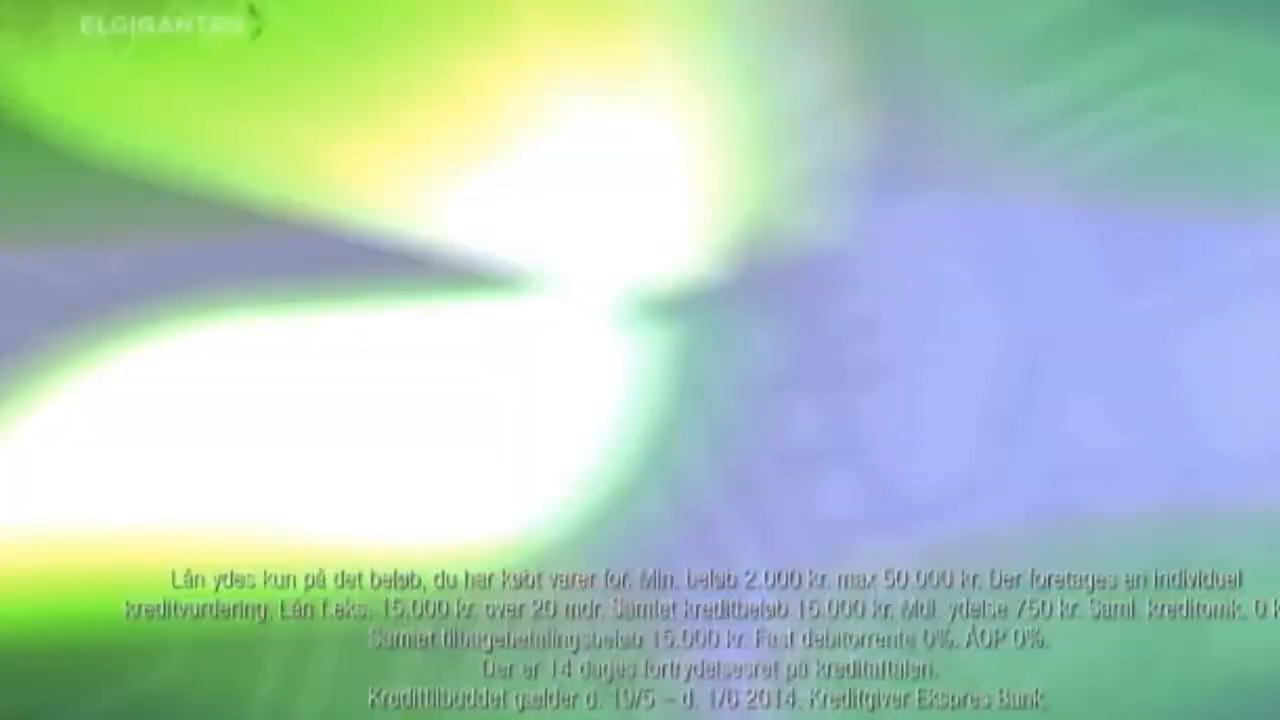 ELGIGANTEN
Lån ydes kun på det beløb, du har købt varer for. Min. beløb 2.000 kr. max 50.000 kr. Der foretages en individuel
kreditvurdering. Lån f.eks. 15.000 kr. over 20 mdr. Samlet kreditbeløb 15.000 kr. Mdl. ydelse 750 kr. Saml. kreditomk. 0 k
Samlet tilbagebetalingsbeløb 15.000 kr. Fast debitorrente 0%. ÅOP 0%.
Der er 14 dages fortrydelsesret på kreditaftalen.
Kredittilbuddet gælder d. 19/5 – d. 1/6 2014. Kreditgiver Ekspres Bank